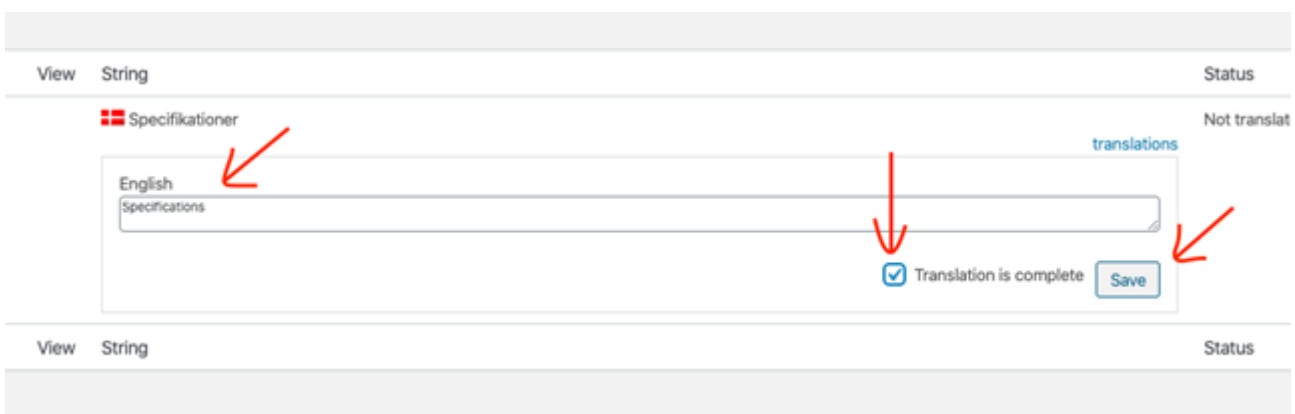 View String Status
Specifikationer Not translat
translations
English
Specifications
Translation is complete Save
View String Status